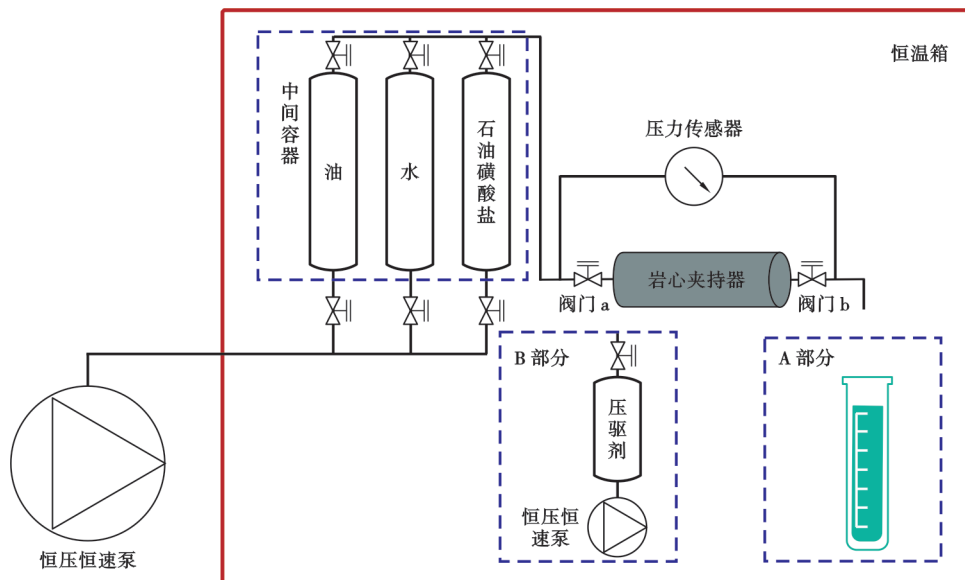 恒温箱
中间容器
油
水
石油磺酸盐
压力传感器
岩心夹持器
阀门 a
阀门 b
B 部分
压驱剂
恒压恒
速泵
A 部分
恒压恒速泵